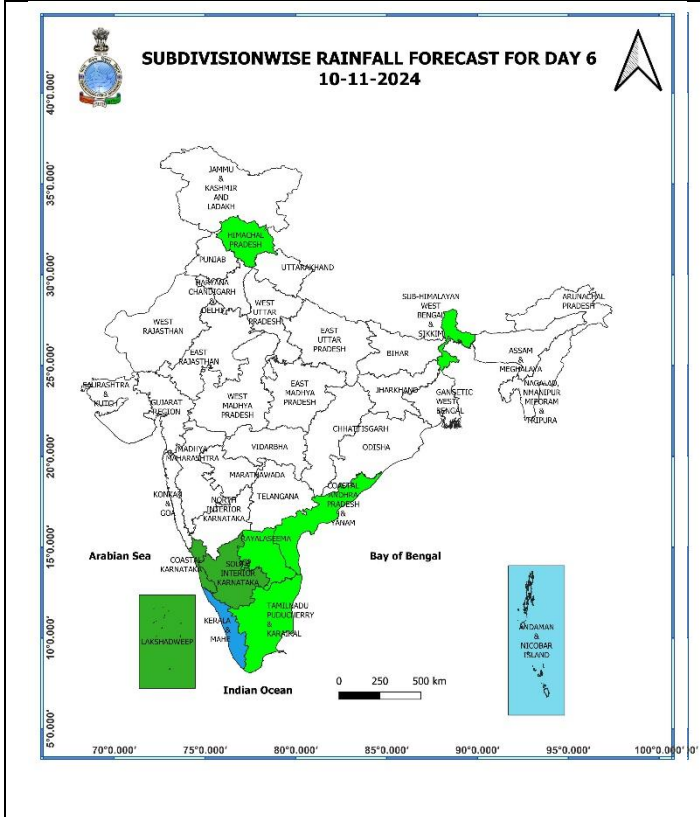 SUBDIVISIONWISE RAINFALL FORECAST FOR DAY 6
10-11-2024
40°0.000'
35°0.000'
30°0.000'
25°0.000'
20°0.000'
15°0.000'
10°0.000'
5°0.000'
JAMMU
&
KASHMIR
AND
LADAKH
HIMACHAL
PRADESH
PUNJAB
UTTARAKHAND
HARYANA
CHANDIGARH
&
DELHI
WEST
RAJASTHAN
WEST
UTTAR
PRADESH
EAST
UTTAR
PRADESH
EAST
RAJASTHAN
SUB-HIMALAYAN
WEST
BENGAL
&
SIKKIM
ARUNACHAL
PRADESH
BIHAR
ASSAM
&
MEGHALAYA
NAGALAD
MNANIPUR
MIZORAM
&
TRIPURA
SAURASHTRA
&
KUTCH
GUJARAT
REGION
WEST
MADHYA
PRADESH
EAST
MADHYA
PRADESH
JHARKHAND
GANGETIC
WEST
BENGAL
CHHATTISGARH
ODISHA
MADHYA
MAHARASHTRA
VIDARBHA
MARATHAWADA
KONKAN
&
GOA
NORTH
INTERIOR
KARNATAKA
TELANGANA
COASTAL
ANDHRA
PRADESH
&
YANAM
RAYALASEEMA
Arabian Sea
Bay of Bengal
COASTAL
KARNATAKA
SOUTH
INTERIOR
KARNATAKA
TAMILNADU
PUDUCHERRY
&
KARAIKAL
KERALA
&
MAHE
LAKSHADWEEP
ANDAMAN
&
NICOBAR
ISLAND
Indian Ocean
0 250 500 km
70°0.000' 75°0.000' 80°0.000' 85°0.000' 90°0.000' 95°0.000' 100°0.000'